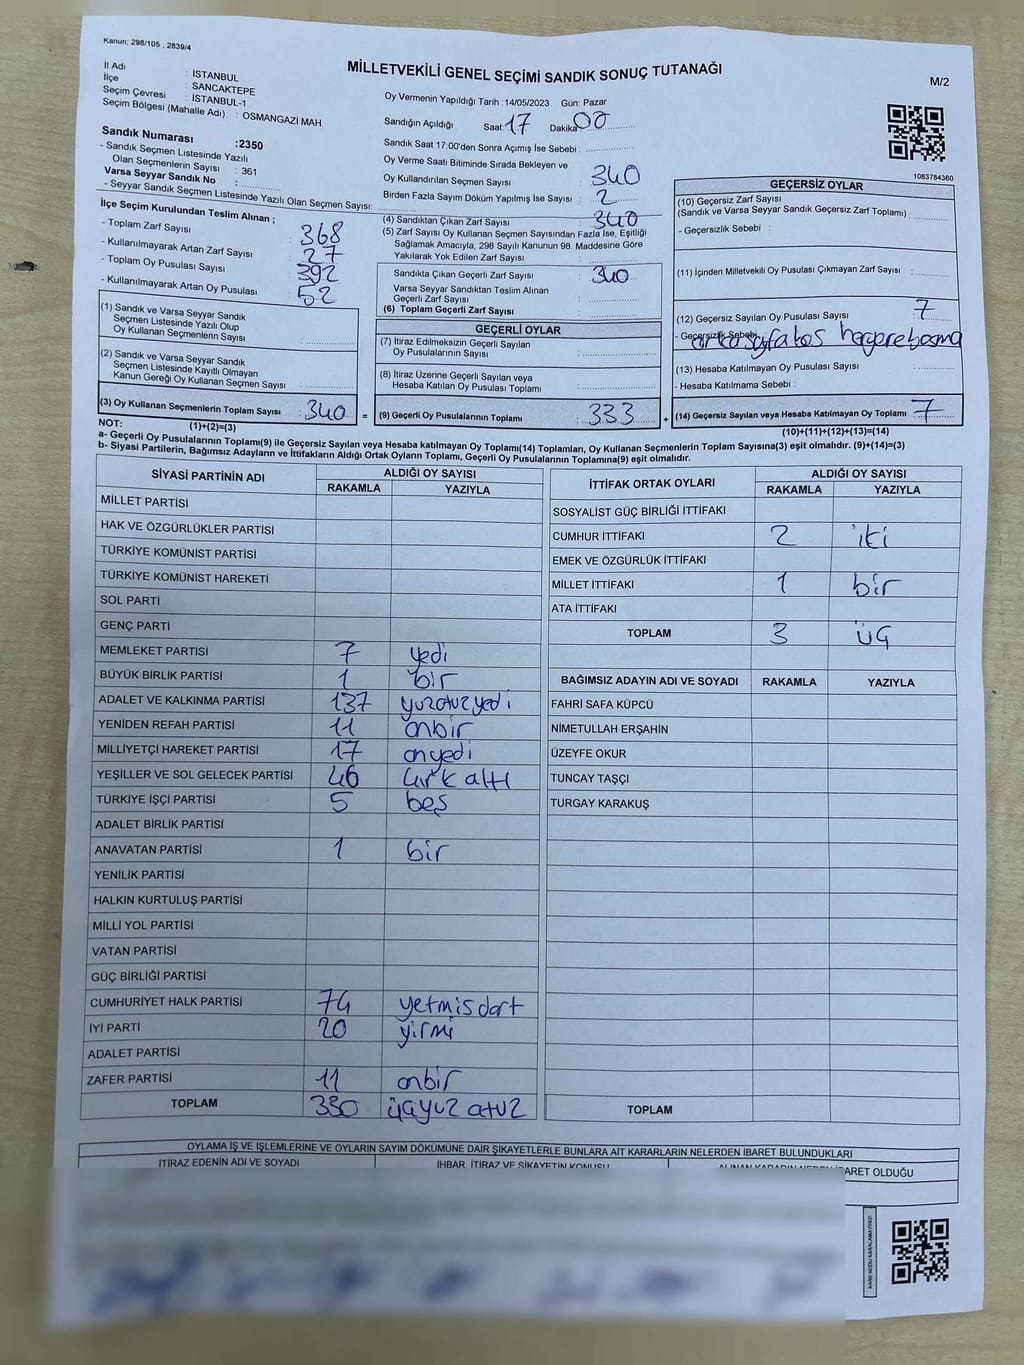 Kanun; 298/105 , 2839/4
MİLLETVEKİLİ GENEL SEÇİMİ SANDIK SONUÇ TUTANAĞI
M/2
İl Adı : İSTANBUL
İlçe : SANCAKTEPE
Seçim Çevresi : İSTANBUL-1
Seçim Bölgesi (Mahalle Adı) : OSMANGAZİ MAH.
Sandık Numarası :2350
- Sandık Seçmen Listesinde Yazılı
Olan Seçmenlerin Sayısı : 361
Varsa Seyyar Sandık No :
- Seyyar Sandık Seçmen Listesinde Yazılı Olan Seçmen Sayısı:
İlçe Seçim Kurulundan Teslim Alınan ;
- Toplam Zarf Sayısı : 368
- Kullanılmayarak Artan Zarf Sayısı : 27
- Toplam Oy Pusulası Sayısı : 392
- Kullanılmayarak Artan Oy Pusulası : 52
(1) Sandık ve Varsa Seyyar Sandık
Seçmen Listesinde Yazılı Olup
Oy Kullanan Seçmenlerin Sayısı :
(2) Sandık ve Varsa Seyyar Sandık
Seçmen Listesinde Kayıtlı Olmayan
Kanun Gereği Oy Kullanan Seçmen Sayısı :
(3) Oy Kullanan Seçmenlerin Toplam Sayısı : 340 =
(1)+(2)=(3)
Oy Vermenin Yapıldığı Tarih :14/05/2023 Gün: Pazar
Sandığın Açıldığı Saat: 17 Dakika 00
Sandık Saat 17:00'den Sonra Açımış İse Sebebi :
Oy Verme Saati Bitiminde Sırada Bekleyen ve
Oy Kullandırılan Seçmen Sayısı : 340
Birden Fazla Sayım Döküm Yapılmış İse Sayısı : 2
(4) Sandıktan Çıkan Zarf Sayısı : 340
(5) Zarf Sayısı Oy Kullanan Seçmen Sayısından Fazla İse, Eşitliği
Sağlamak Amacıyla, 298 Sayılı Kanunun 98. Maddesine Göre
Yakılarak Yok Edilen Zarf Sayısı :
Sandıkta Çıkan Geçerli Zarf Sayısı : 340
Varsa Seyyar Sandıktan Teslim Alınan
Geçerli Zarf Sayısı :
(6) Toplam Geçerli Zarf Sayısı :
GEÇERLİ OYLAR
(7) İtiraz Edilmeksizin Geçerli Sayılan
Oy Pusulalarının Sayısı :
(8) İtiraz Üzerine Geçerli Sayılan veya
Hesaba Katılan Oy Pusulası Toplamı :
(9) Geçerli Oy Pusulalarının Toplamı : 333 +
1083784360
GEÇERSİZ OYLAR
(10) Geçersiz Zarf Sayısı
(Sandık ve Varsa Seyyar Sandık Geçersiz Zarf Toplamı) :
- Geçersizlik Sebebi :
(11) İçinden Milletvekili Oy Pusulası Çıkmayan Zarf Sayısı :
(12) Geçersiz Sayılan Oy Pusulası Sayısı : 7
- Geçersizlik Sebebi:
(13) Hesaba Katılmayan Oy Pusulası Sayısı :
- Hesaba Katılmama Sebebi :
(14) Geçersiz Sayılan veya Hesaba Katılmayan Oy Toplamı : 7
(10)+(11)+(12)+(13)=(14)
NOT:
a- Geçerli Oy Pusulalarının Toplamı(9) ile Geçersiz Sayılan veya Hesaba katılmayan Oy Toplamı(14) Toplamları, Oy Kullanan Seçmenlerin Toplam Sayısına(3) eşit olmalıdır. (9)+(14)=(3)
b- Siyasi Partilerin, Bağımsız Adayların ve İttifakların Aldığı Ortak Oyların Toplamı, Geçerli Oy Pusulalarının Toplamına(9) eşit olmalıdır.
SİYASİ PARTİNİN ADI ALDIĞI OY SAYISI
RAKAMLA YAZIYLA
MİLLET PARTİSİ
HAK VE ÖZGÜRLÜKLER PARTİSİ
TÜRKİYE KOMÜNİST PARTİSİ
TÜRKİYE KOMÜNİST HAREKETİ
SOL PARTİ
GENÇ PARTİ
MEMLEKET PARTİSİ 7 yedi
BÜYÜK BİRLİK PARTİSİ 1 bir
ADALET VE KALKINMA PARTİSİ 137 yuzotuzyedi
YENİDEN REFAH PARTİSİ 11 onbir
MİLLİYETÇİ HAREKET PARTİSİ 17 onyedi
YEŞİLLER VE SOL GELECEK PARTİSİ 46 kırk altı
TÜRKİYE İŞÇİ PARTİSİ 5 beş
ADALET BİRLİK PARTİSİ
ANAVATAN PARTİSİ 1 bir
YENİLİK PARTİSİ
HALKIN KURTULUŞ PARTİSİ
MİLLİ YOL PARTİSİ
VATAN PARTİSİ
GÜÇ BİRLİĞİ PARTİSİ
CUMHURİYET HALK PARTİSİ 74 yetmisdort
İYİ PARTİ 20 yirmi
ADALET PARTİSİ
ZAFER PARTİSİ 11 onbir
TOPLAM 330 üçyuz otuz
İTTİFAK ORTAK OYLARI ALDIĞI OY SAYISI
RAKAMLA YAZIYLA
SOSYALİST GÜÇ BİRLİĞİ İTTİFAKI
CUMHUR İTTİFAKI 2 iki
EMEK VE ÖZGÜRLÜK İTTİFAKI
MİLLET İTTİFAKI 1 bir
ATA İTTİFAKI
TOPLAM 3 üç
BAĞIMSIZ ADAYIN ADI VE SOYADI RAKAMLA YAZIYLA
FAHRİ SAFA KÜPCÜ
NİMETULLAH ERŞAHİN
ÜZEYFE OKUR
TUNCAY TAŞÇI
TURGAY KARAKUŞ
TOPLAM
OYLAMA İŞ VE İŞLEMLERINE VE OYLARIN SAYIM DÖKÜMÜNE DAİR ŞİKAYETLERLE BUNLARA AİT KARARLARIN NELERDEN İBARET BULUNDUKLARI
İTİRAZ EDENİN ADI VE SOYADI İHBAR, İTİRAZ VE ŞİKAYETİN KONUSU ALINAN KARARIN NEDEN İBARET OLDUĞU